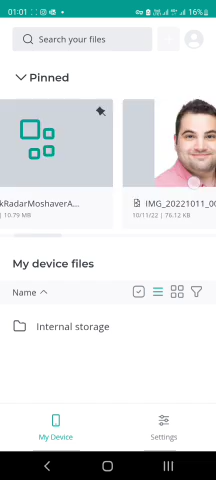 01:01
16%
Search your files
Pinned
kRadarMoshaverA...
10.79 MB
IMG_20221011_00
10/11/22 | 76.12 KB
My device files
Name
Internal storage
My Device
Settings